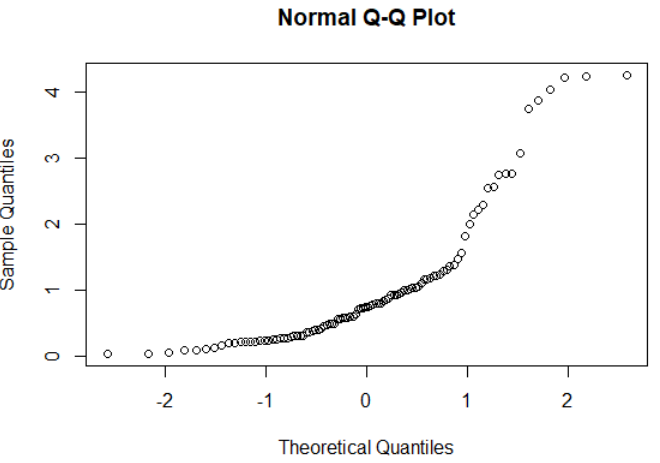 Normal Q-Q Plot
Sample Quantiles
4
3
2
1
0
-2 -1 0 1 2
Theoretical Quantiles